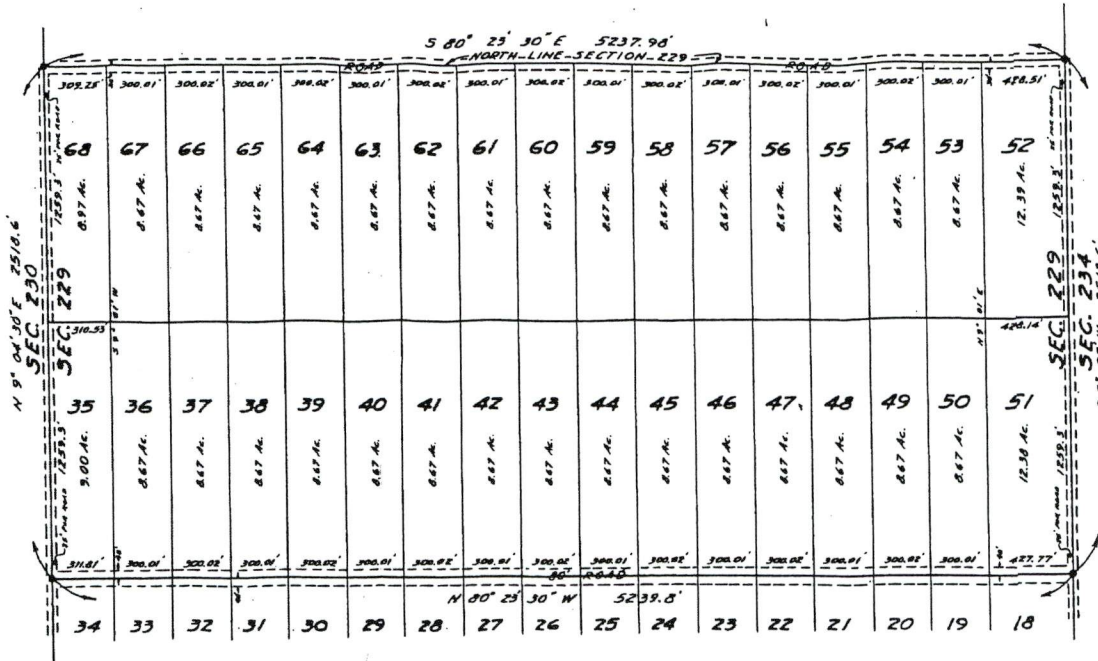 S 80° 23' 30" E 5237.98'
NORTH-LINE-SECTION-229
ROAD ROAD
309.25' 300.01' 300.02' 300.01' 300.02' 300.01' 300.02' 300.01' 300.02' 300.01' 300.02' 300.01' 300.02' 300.01' 300.02' 300.01' 428.51'
68 67 66 65 64 63 62 61 60 59 58 57 56 55 54 53 52
8.97 Ac. 8.67 Ac. 8.67 Ac. 8.67 Ac. 8.67 Ac. 8.67 Ac. 8.67 Ac. 8.67 Ac. 8.67 Ac. 8.67 Ac. 8.67 Ac. 8.67 Ac. 8.67 Ac. 8.67 Ac. 8.67 Ac. 8.67 Ac. 12.39 Ac.
1259.3' 1259.3'
N 9° 04' 30" E 2518.6'
SEC. 230
SEC. 229
S 9° 01' W
N 9° 01' E
SEC. 229
SEC. 234
310.53' 428.14'
35 36 37 38 39 40 41 42 43 44 45 46 47 48 49 50 51
9.00 Ac. 8.67 Ac. 8.67 Ac. 8.67 Ac. 8.67 Ac. 8.67 Ac. 8.67 Ac. 8.67 Ac. 8.67 Ac. 8.67 Ac. 8.67 Ac. 8.67 Ac. 8.67 Ac. 8.67 Ac. 8.67 Ac. 8.67 Ac. 12.38 Ac.
1259.3' 1259.3'
311.81' 300.01' 300.02' 300.01' 300.02' 300.01' 300.02' 300.01' 300.02' 300.01' 300.02' 300.01' 300.02' 300.01' 300.02' 300.01' 427.77'
80' ROAD
N 80° 23' 30" W 5239.8'
34 33 32 31 30 29 28 27 26 25 24 23 22 21 20 19 18